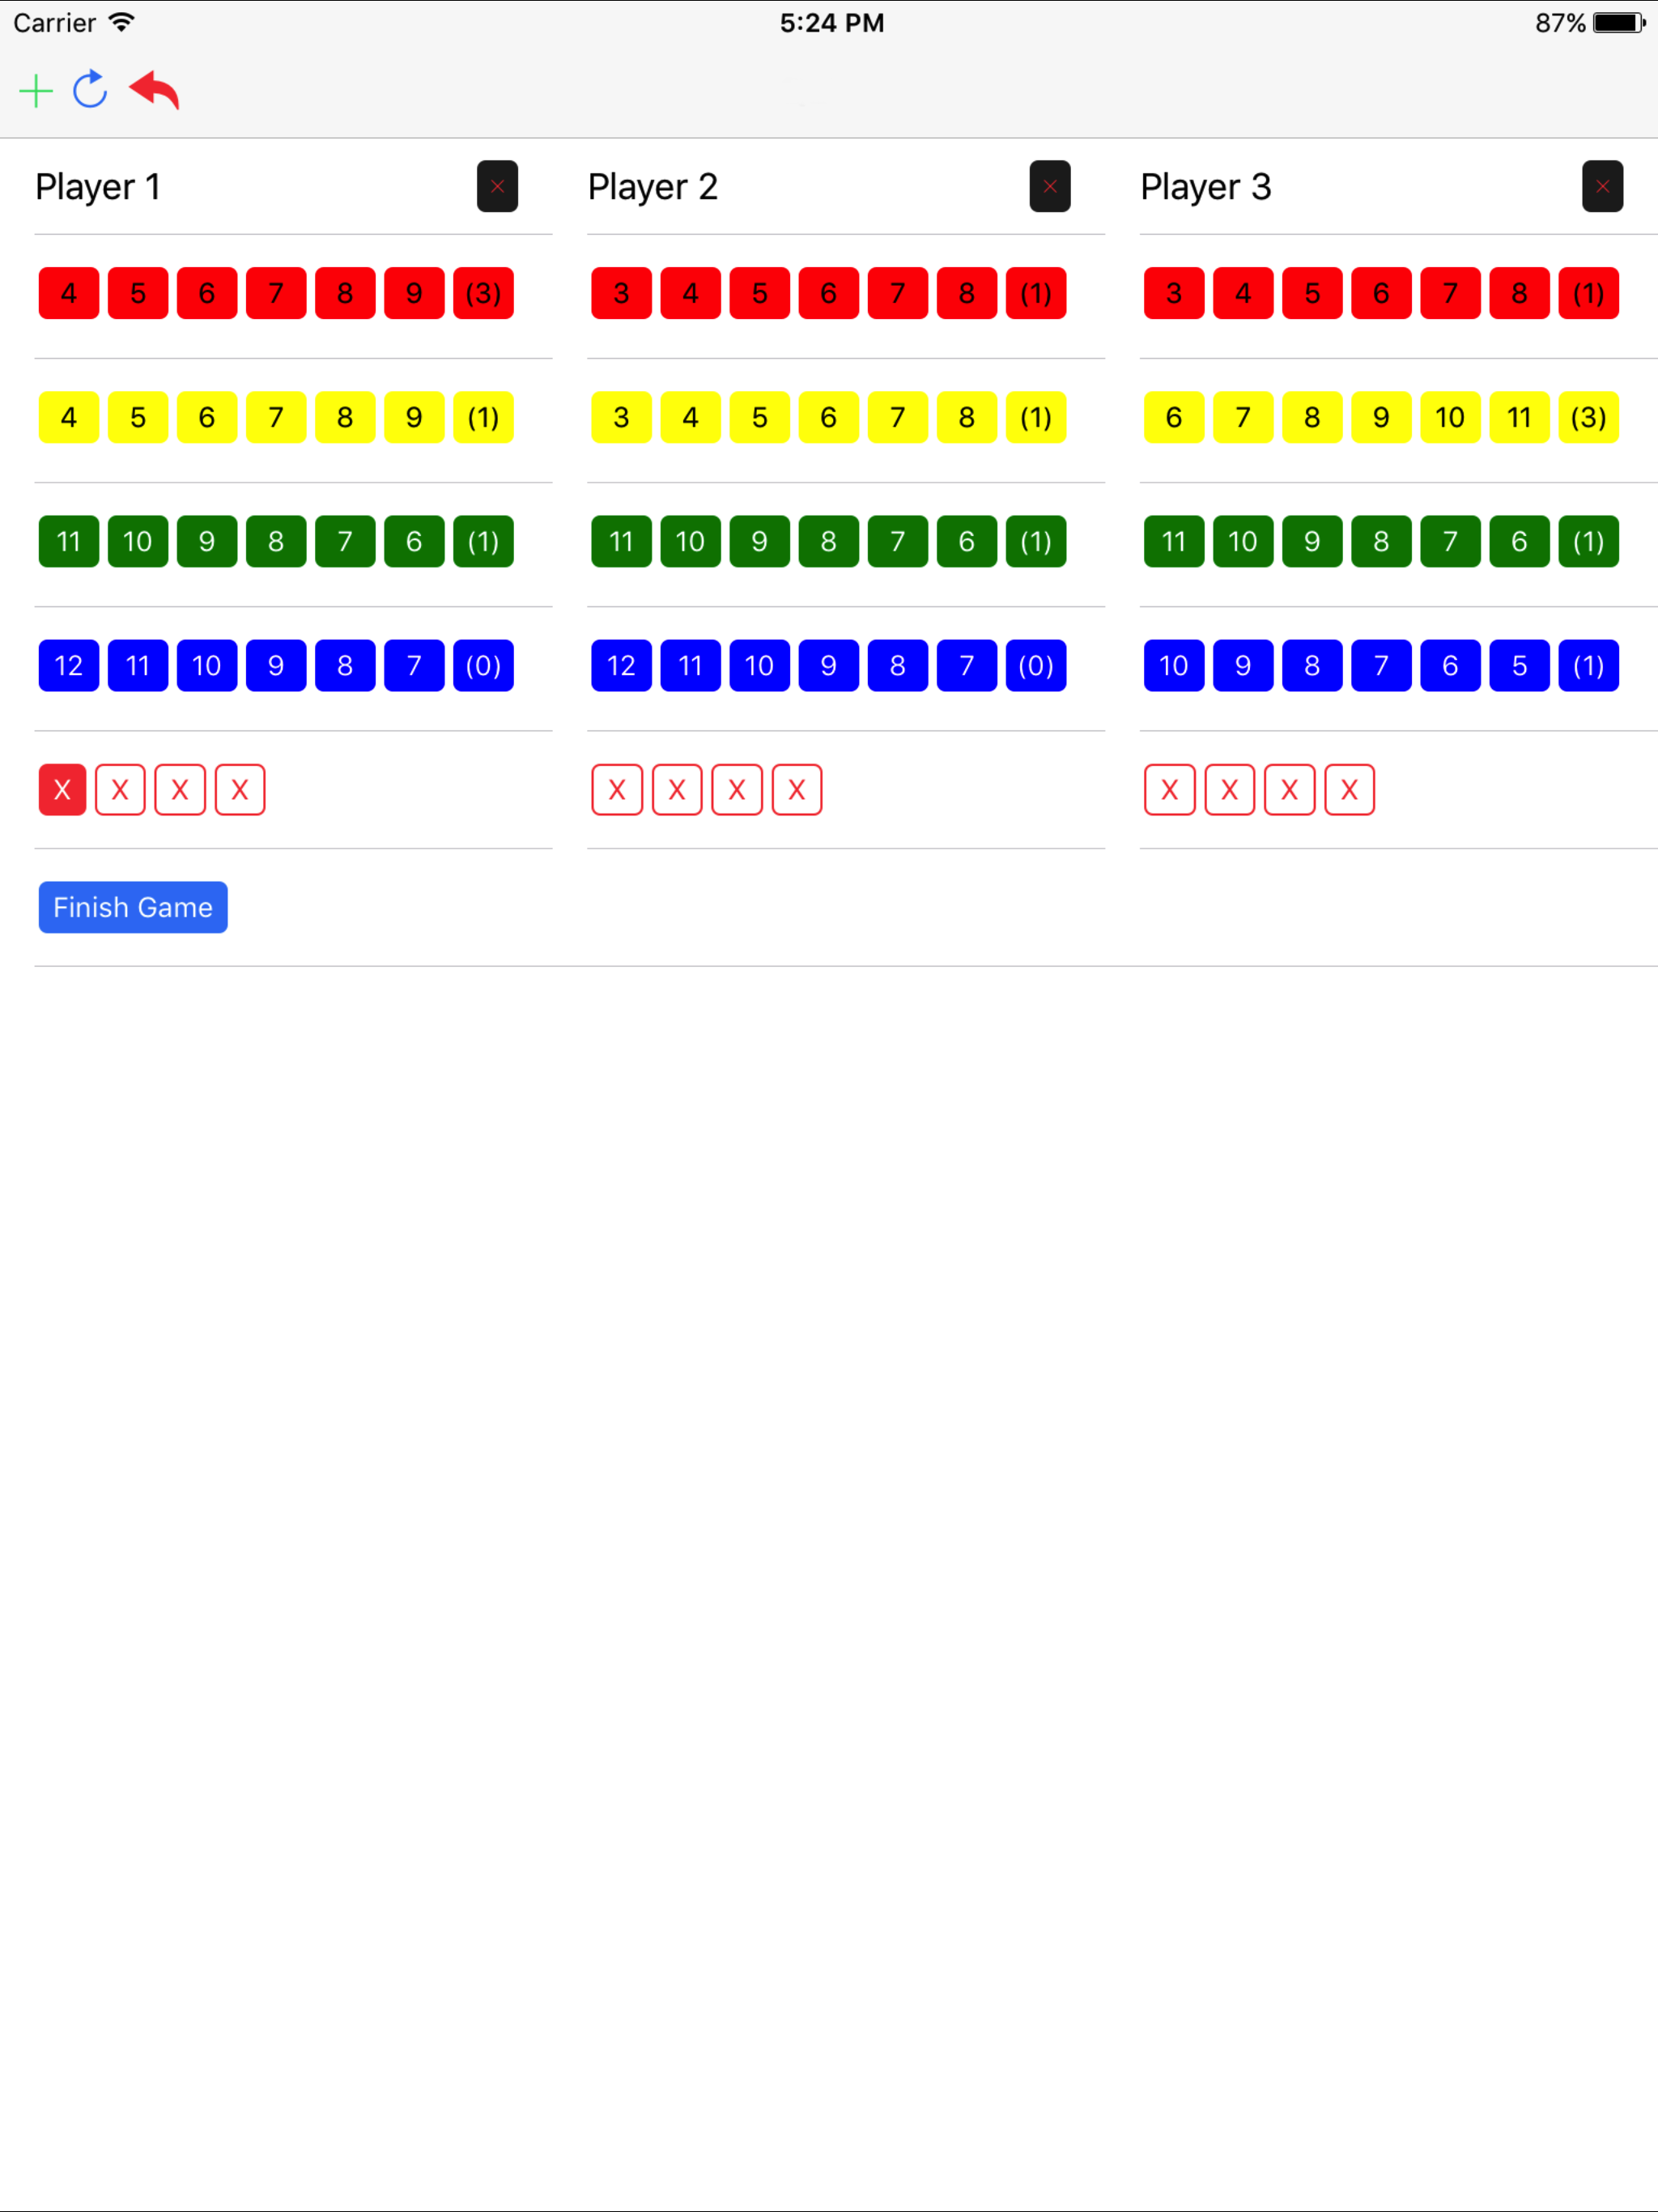 Carrier 5:24 PM 87%
Player 1 Player 2 Player 3
4 5 6 7 8 9 (3) 3 4 5 6 7 8 (1) 3 4 5 6 7 8 (1)
4 5 6 7 8 9 (1) 3 4 5 6 7 8 (1) 6 7 8 9 10 11 (3)
11 10 9 8 7 6 (1) 11 10 9 8 7 6 (1) 11 10 9 8 7 6 (1)
12 11 10 9 8 7 (0) 12 11 10 9 8 7 (0) 10 9 8 7 6 5 (1)
X X X X X X X X X X X X
Finish Game